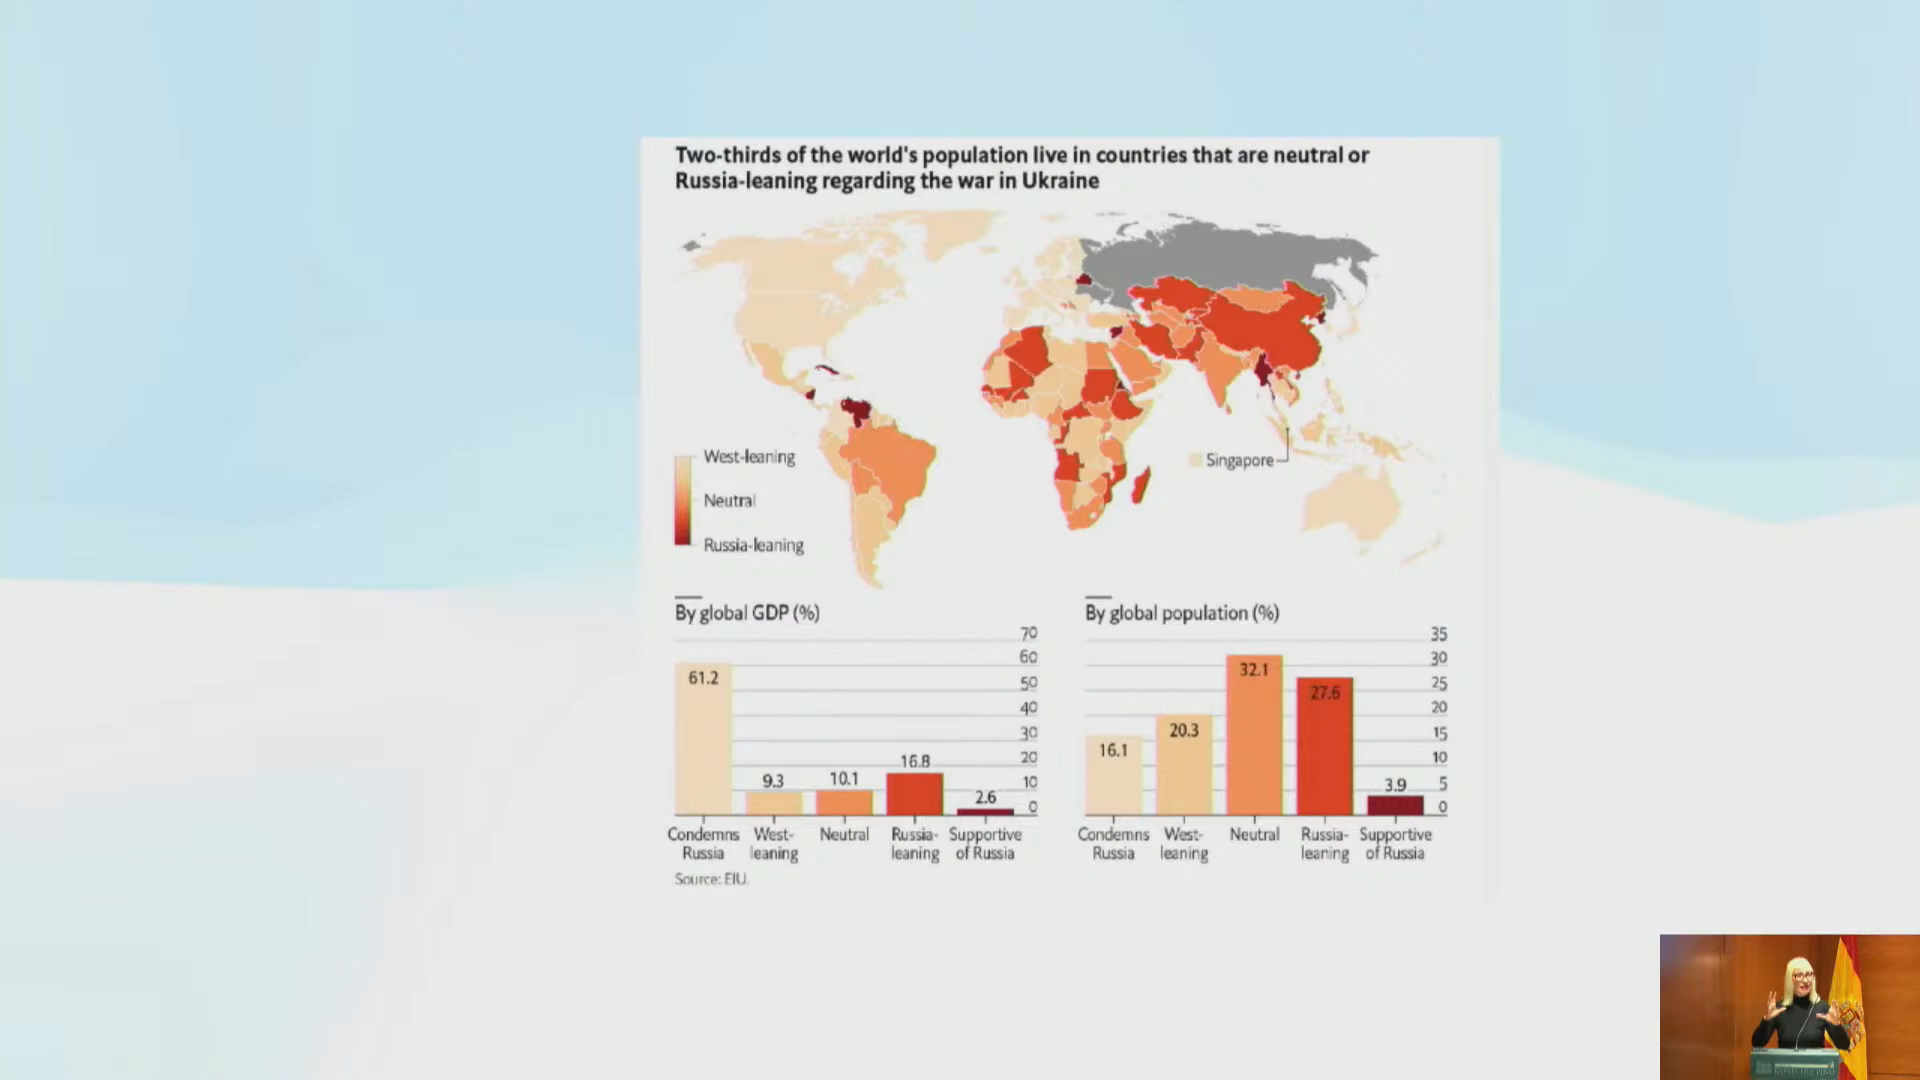 Two-thirds of the world's population live in countries that are neutral or
Russia-leaning regarding the war in Ukraine
West-leaning
Neutral
Russia-leaning
Singapore
By global GDP (%)
70
60
50
40
30
20
10
0
61.2
9.3
10.1
16.8
2.6
Condemns
Russia
West-
leaning
Neutral
Russia-
leaning
Supportive
of Russia
By global population (%)
35
30
25
20
15
10
5
0
16.1
20.3
32.1
27.6
3.9
Condemns
Russia
West-
leaning
Neutral
Russia-
leaning
Supportive
of Russia
Source: EIU.